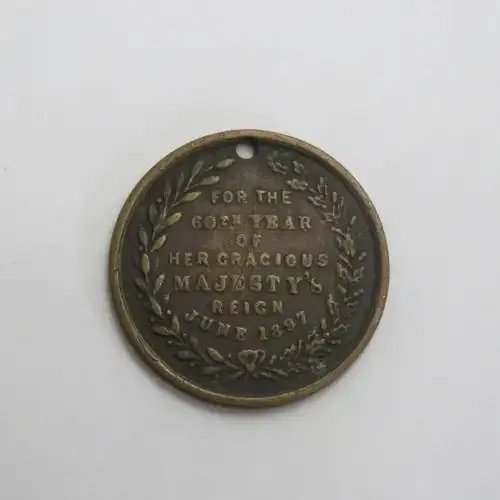 FOR THE
60TH YEAR
OF
HER GRACIOUS
MAJESTY'S
REIGN
JUNE 1897